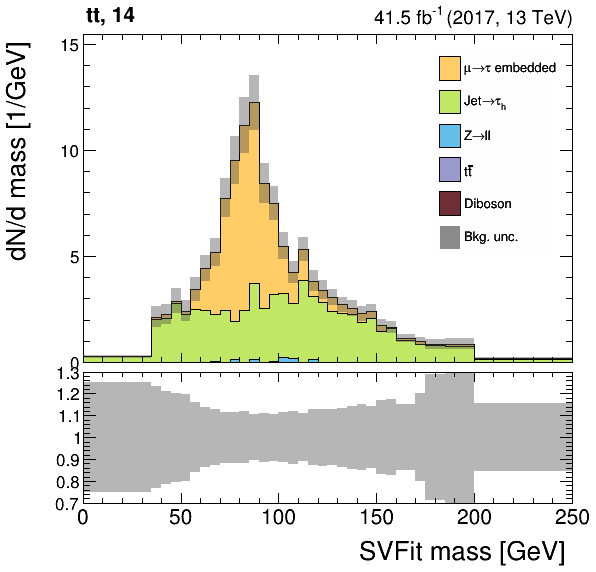 tt, 14
41.5 fb⁻¹ (2017, 13 TeV)
dN/d mass [1/GeV]
15
10
5
0
μ→τ embedded
Jet→τₕ
Z→ll
tt̅
Diboson
Bkg. unc.
1.3
1.2
1.1
1
0.9
0.8
0.7
0 50 100 150 200 250
SVFit mass [GeV]